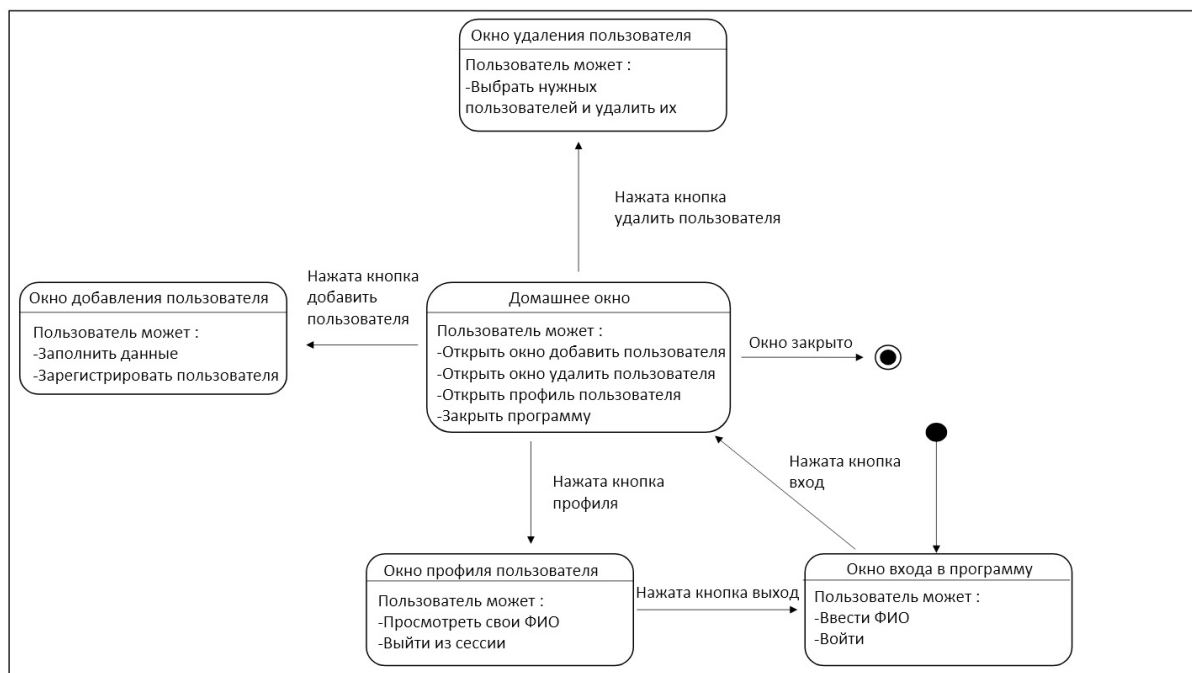 Окно удаления пользователя
Пользователь может :
-Выбрать нужных
пользователей и удалить их
Нажата кнопка
удалить пользователя
Окно добавления пользователя
Пользователь может :
-Заполнить данные
-Зарегистрировать пользователя
Нажата кнопка
добавить
пользователя
Домашнее окно
Пользователь может :
-Открыть окно добавить пользователя
-Открыть окно удалить пользователя
-Открыть профиль пользователя
-Закрыть программу
Окно закрыто
Нажата кнопка
вход
Нажата кнопка
профиля
Окно профиля пользователя
Пользователь может :
-Просмотреть свои ФИО
-Выйти из сессии
Нажата кнопка выход
Окно входа в программу
Пользователь может :
-Ввести ФИО
-Войти